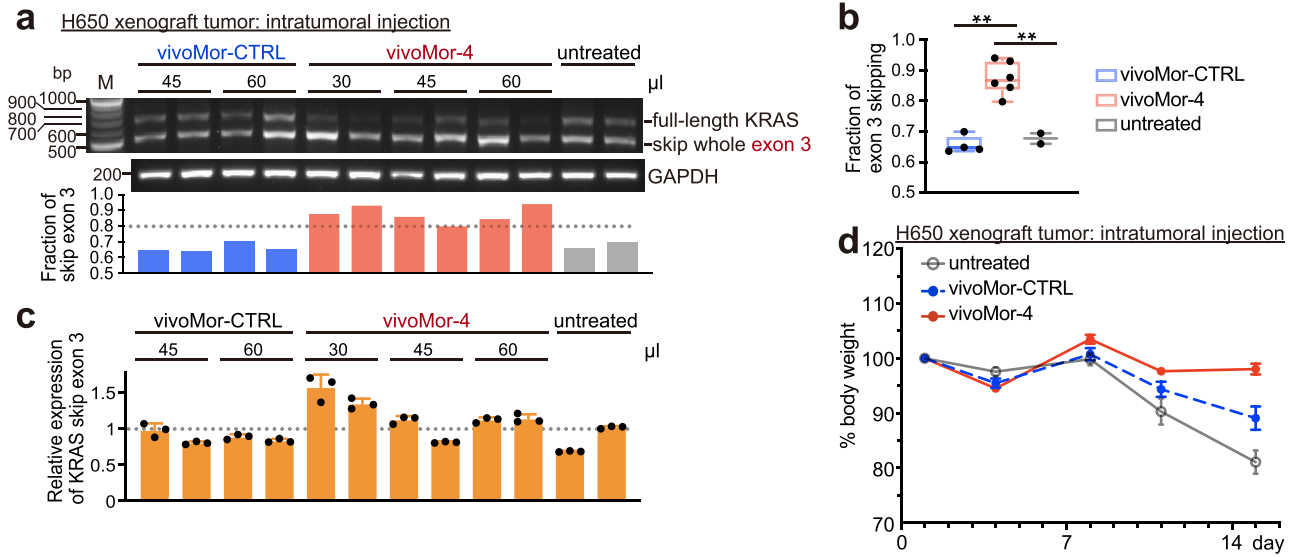 a
H650 xenograft tumor: intratumoral injection
vivoMor-CTRL vivoMor-4 untreated
bp M 45 60 30 45 60 µl
1000
900
800
700
600
500
full-length KRAS
skip whole exon 3
200
GAPDH
Fraction of
skip exon 3
1.0
0.9
0.8
0.7
0.6
0.5
b
** **
Fraction of
exon 3 skipping
1.0
0.9
0.8
0.7
0.6
0.5
vivoMor-CTRL
vivoMor-4
untreated
c
vivoMor-CTRL vivoMor-4 untreated
45 60 30 45 60 µl
Relative expression
of KRAS skip exon 3
1.5
1
0.5
0
d
H650 xenograft tumor: intratumoral injection
untreated
vivoMor-CTRL
vivoMor-4
% body weight
120
110
100
90
80
70
0 7 14 day